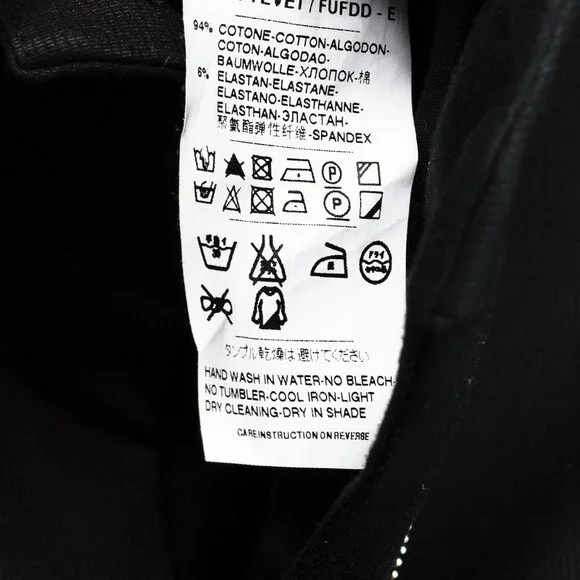 94% COTONE-COTTON-ALGODON-
COTON-ALGODAO-
BAUMWOLLE-ХЛОПОК-棉
6% ELASTAN-ELASTANE-
ELASTANO-ELASTHANNE-
ELASTHAN-ЭЛАСТАН-
聚氨酯弹性纤维-SPANDEX
P
P
タンブル乾燥は避けてください
HAND WASH IN WATER-NO BLEACH-
NO TUMBLER-COOL IRON-LIGHT
DRY CLEANING-DRY IN SHADE
CARE INSTRUCTION ON REVERSE